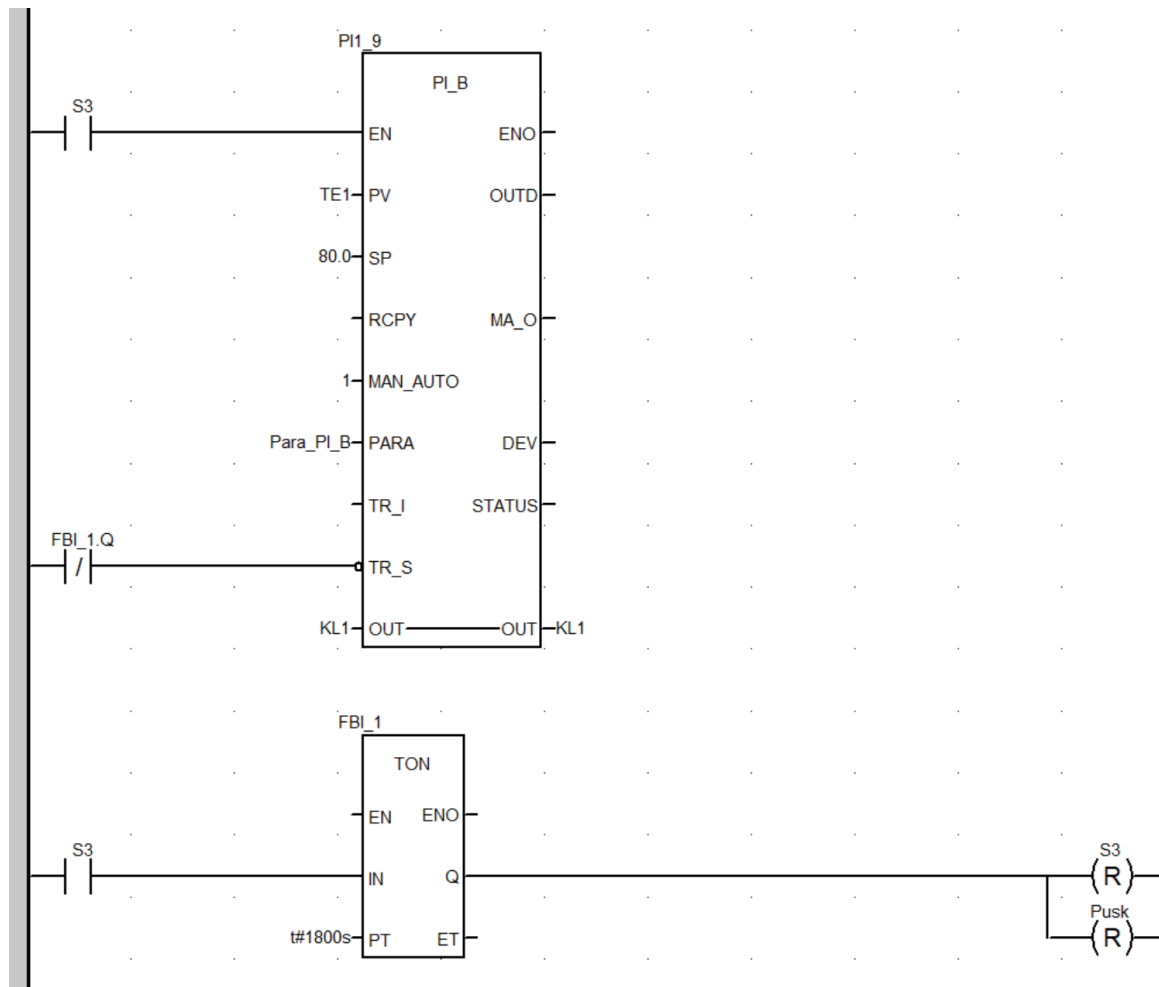 PI1_9
PI_B
S3
EN ENO
TE1 PV OUTD
80.0 SP
RCPY MA_O
1 MAN_AUTO
Para_PI_B PARA DEV
TR_I STATUS
FBI_1.Q
/ TR_S
KL1 OUT OUT KL1
FBI_1
TON
EN ENO
S3 S3
IN Q R
Pusk
t#1800s PT ET R